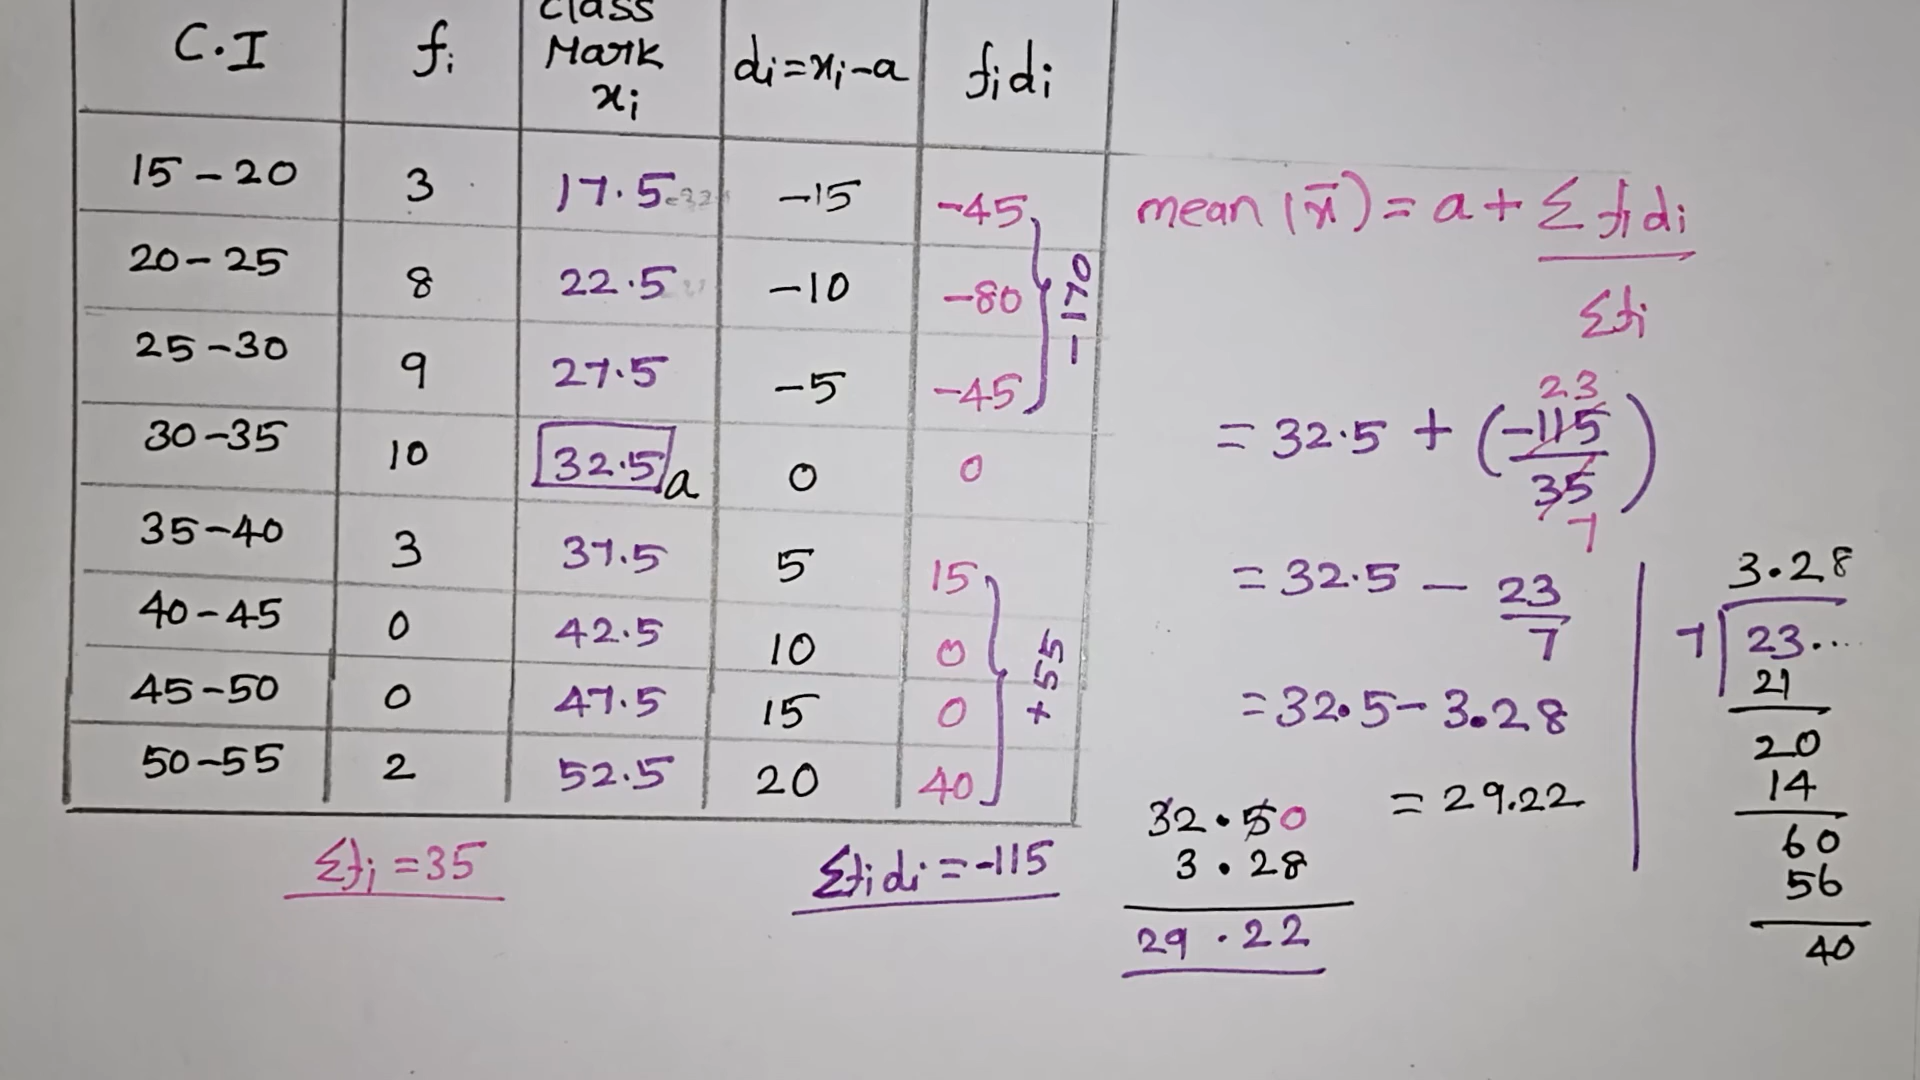 C.I fi class Mark xi di=xi-a fidi
15-20 3 17.5 -15 -45
20-25 8 22.5 -10 -80
25-30 9 27.5 -5 -45
-170
30-35 10 32.5 a 0 0
35-40 3 37.5 5 15
40-45 0 42.5 10 0
45-50 0 47.5 15 0
50-55 2 52.5 20 40
+55
Σfi=35 Σfidi=-115
mean (x̄)= a+ Σfidi
Σfi
23
= 32.5 + (-115
35)
7
= 32.5 - 23
7
= 32.5-3.28
= 29.22
32.50
3.28
29.22
3.28
7 23...
21
20
14
60
56
40